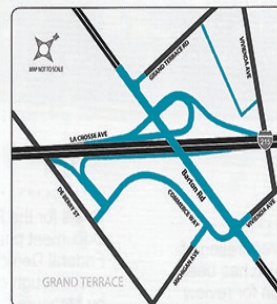 MAP NOT TO SCALE
GRAND TERRACE RD
VIVIENDA AVE
LA CROSSE AVE
215
Barton Rd
DE BERRY ST
COMMERCE WAY
VIVIENDA AVE
MICHIGAN AVE
GRAND TERRACE